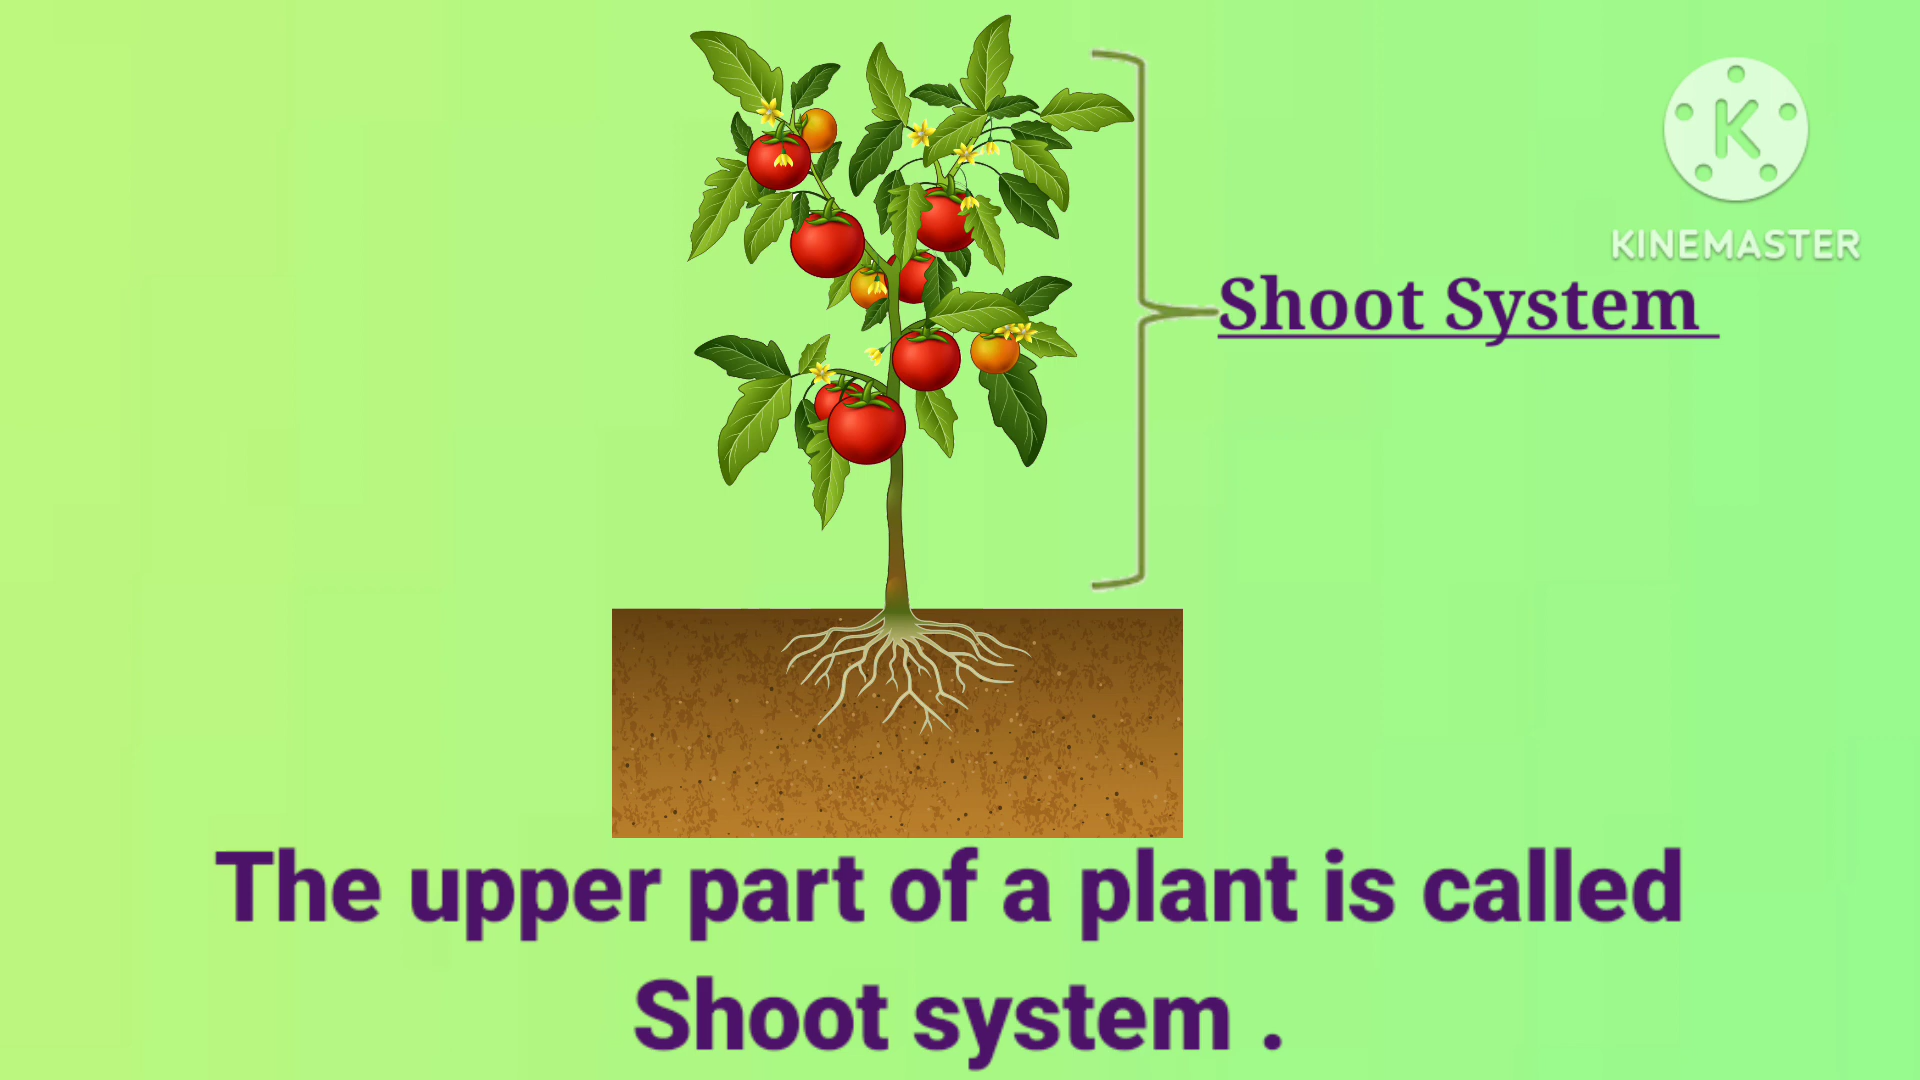 K
KINEMASTER
Shoot System
The upper part of a plant is called
Shoot system .